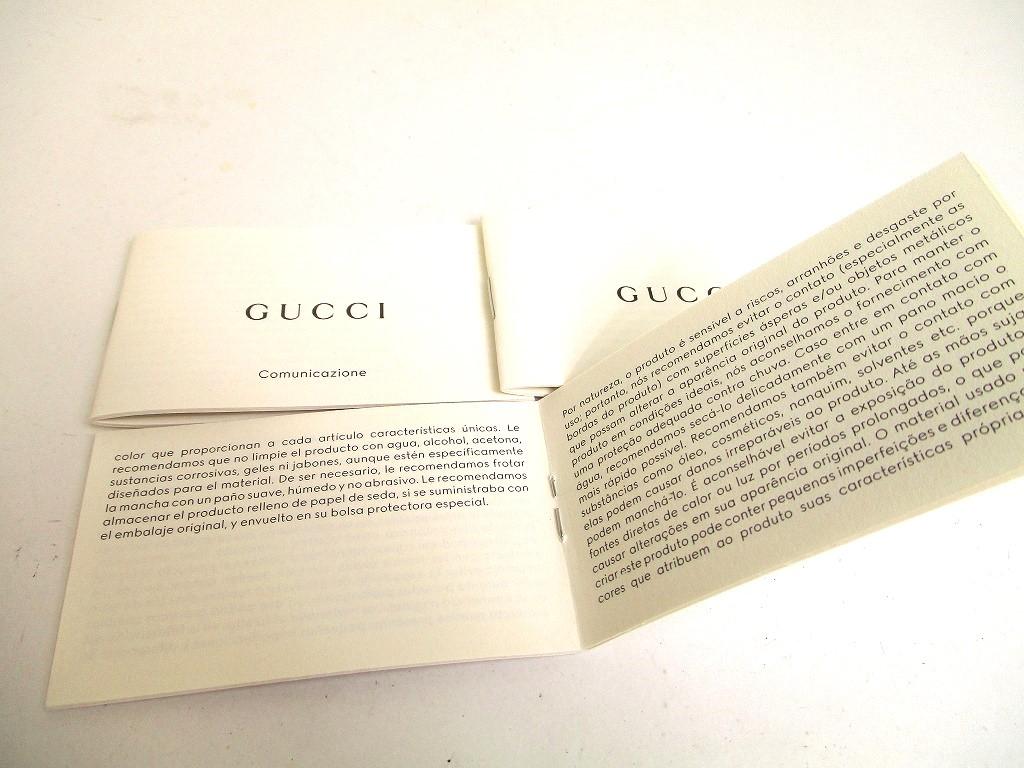 GUCCI
Comunicazione
GUCC
color que proporcionan a cada artículo características únicas. Le
recomendamos que no limpie el producto con agua, alcohol, acetona,
sustancias corrosivas, geles ni jabones, aunque estén específicamente
diseñados para el material. De ser necesario, le recomendamos frotar
la mancha con un paño suave, húmedo y no abrasivo. Le recomendamos
almacenar el producto relleno de papel de seda, si se suministraba con
el embalaje original, y envuelto en su bolsa protectora especial.
Por natureza, o produto é sensível a riscos, arranhões e desgaste por
uso; portanto, nós recomendamos evitar o contato (especialmente as
bordas do produto) com superfícies ásperas e/ou objetos metálicos
que possam alterar a aparência original do produto. Para manter o
produto em condições ideais, nós aconselhamos o fornecimento com
uma proteção adequada contra chuva. Caso entre em contato com
água, recomendamos secá-lo delicadamente com um pano macio o
mais rápido possível. Recomendamos também evitar o contato com
substâncias como óleo, cosméticos, nanquim, solventes etc. porque
elas podem causar danos irreparáveis ao produto. Até as mãos suja
podem manchá-lo. É aconselhável evitar a exposição do produto
fontes diretas de calor ou luz por períodos prolongados, o que po
causar alterações em sua aparência original. O material usado
criar este produto pode conter pequenas imperfeições e diferenç
cores que atribuem ao produto suas características própria